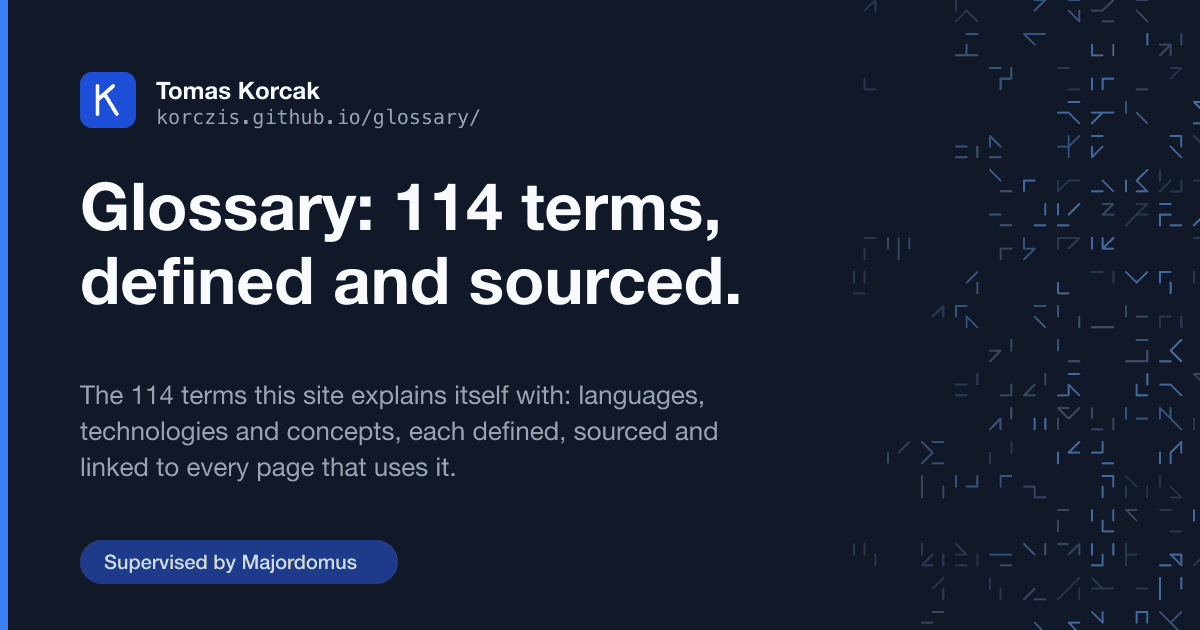 K
Tomas Korcak
korczis.github.io/glossary/
Glossary: 114 terms,
defined and sourced.
The 114 terms this site explains itself with: languages,
technologies and concepts, each defined, sourced and
linked to every page that uses it.
Supervised by Majordomus